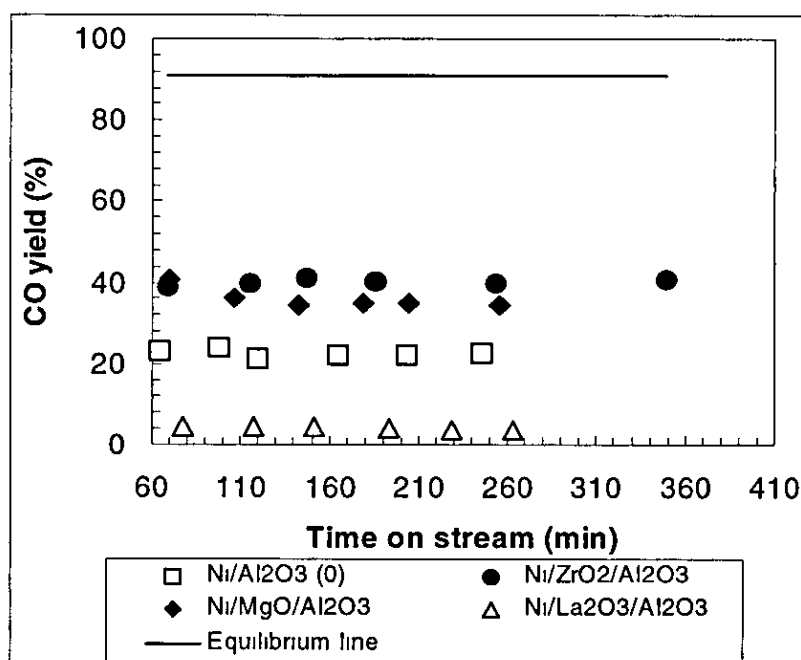 100
80
60
40
20
0
CO yield (%)
60 110 160 210 260 310 360 410
Time on stream (min)
Ni/Al2O3 (0) Ni/ZrO2/Al2O3
Ni/MgO/Al2O3 Ni/La2O3/Al2O3
Equilibrium line